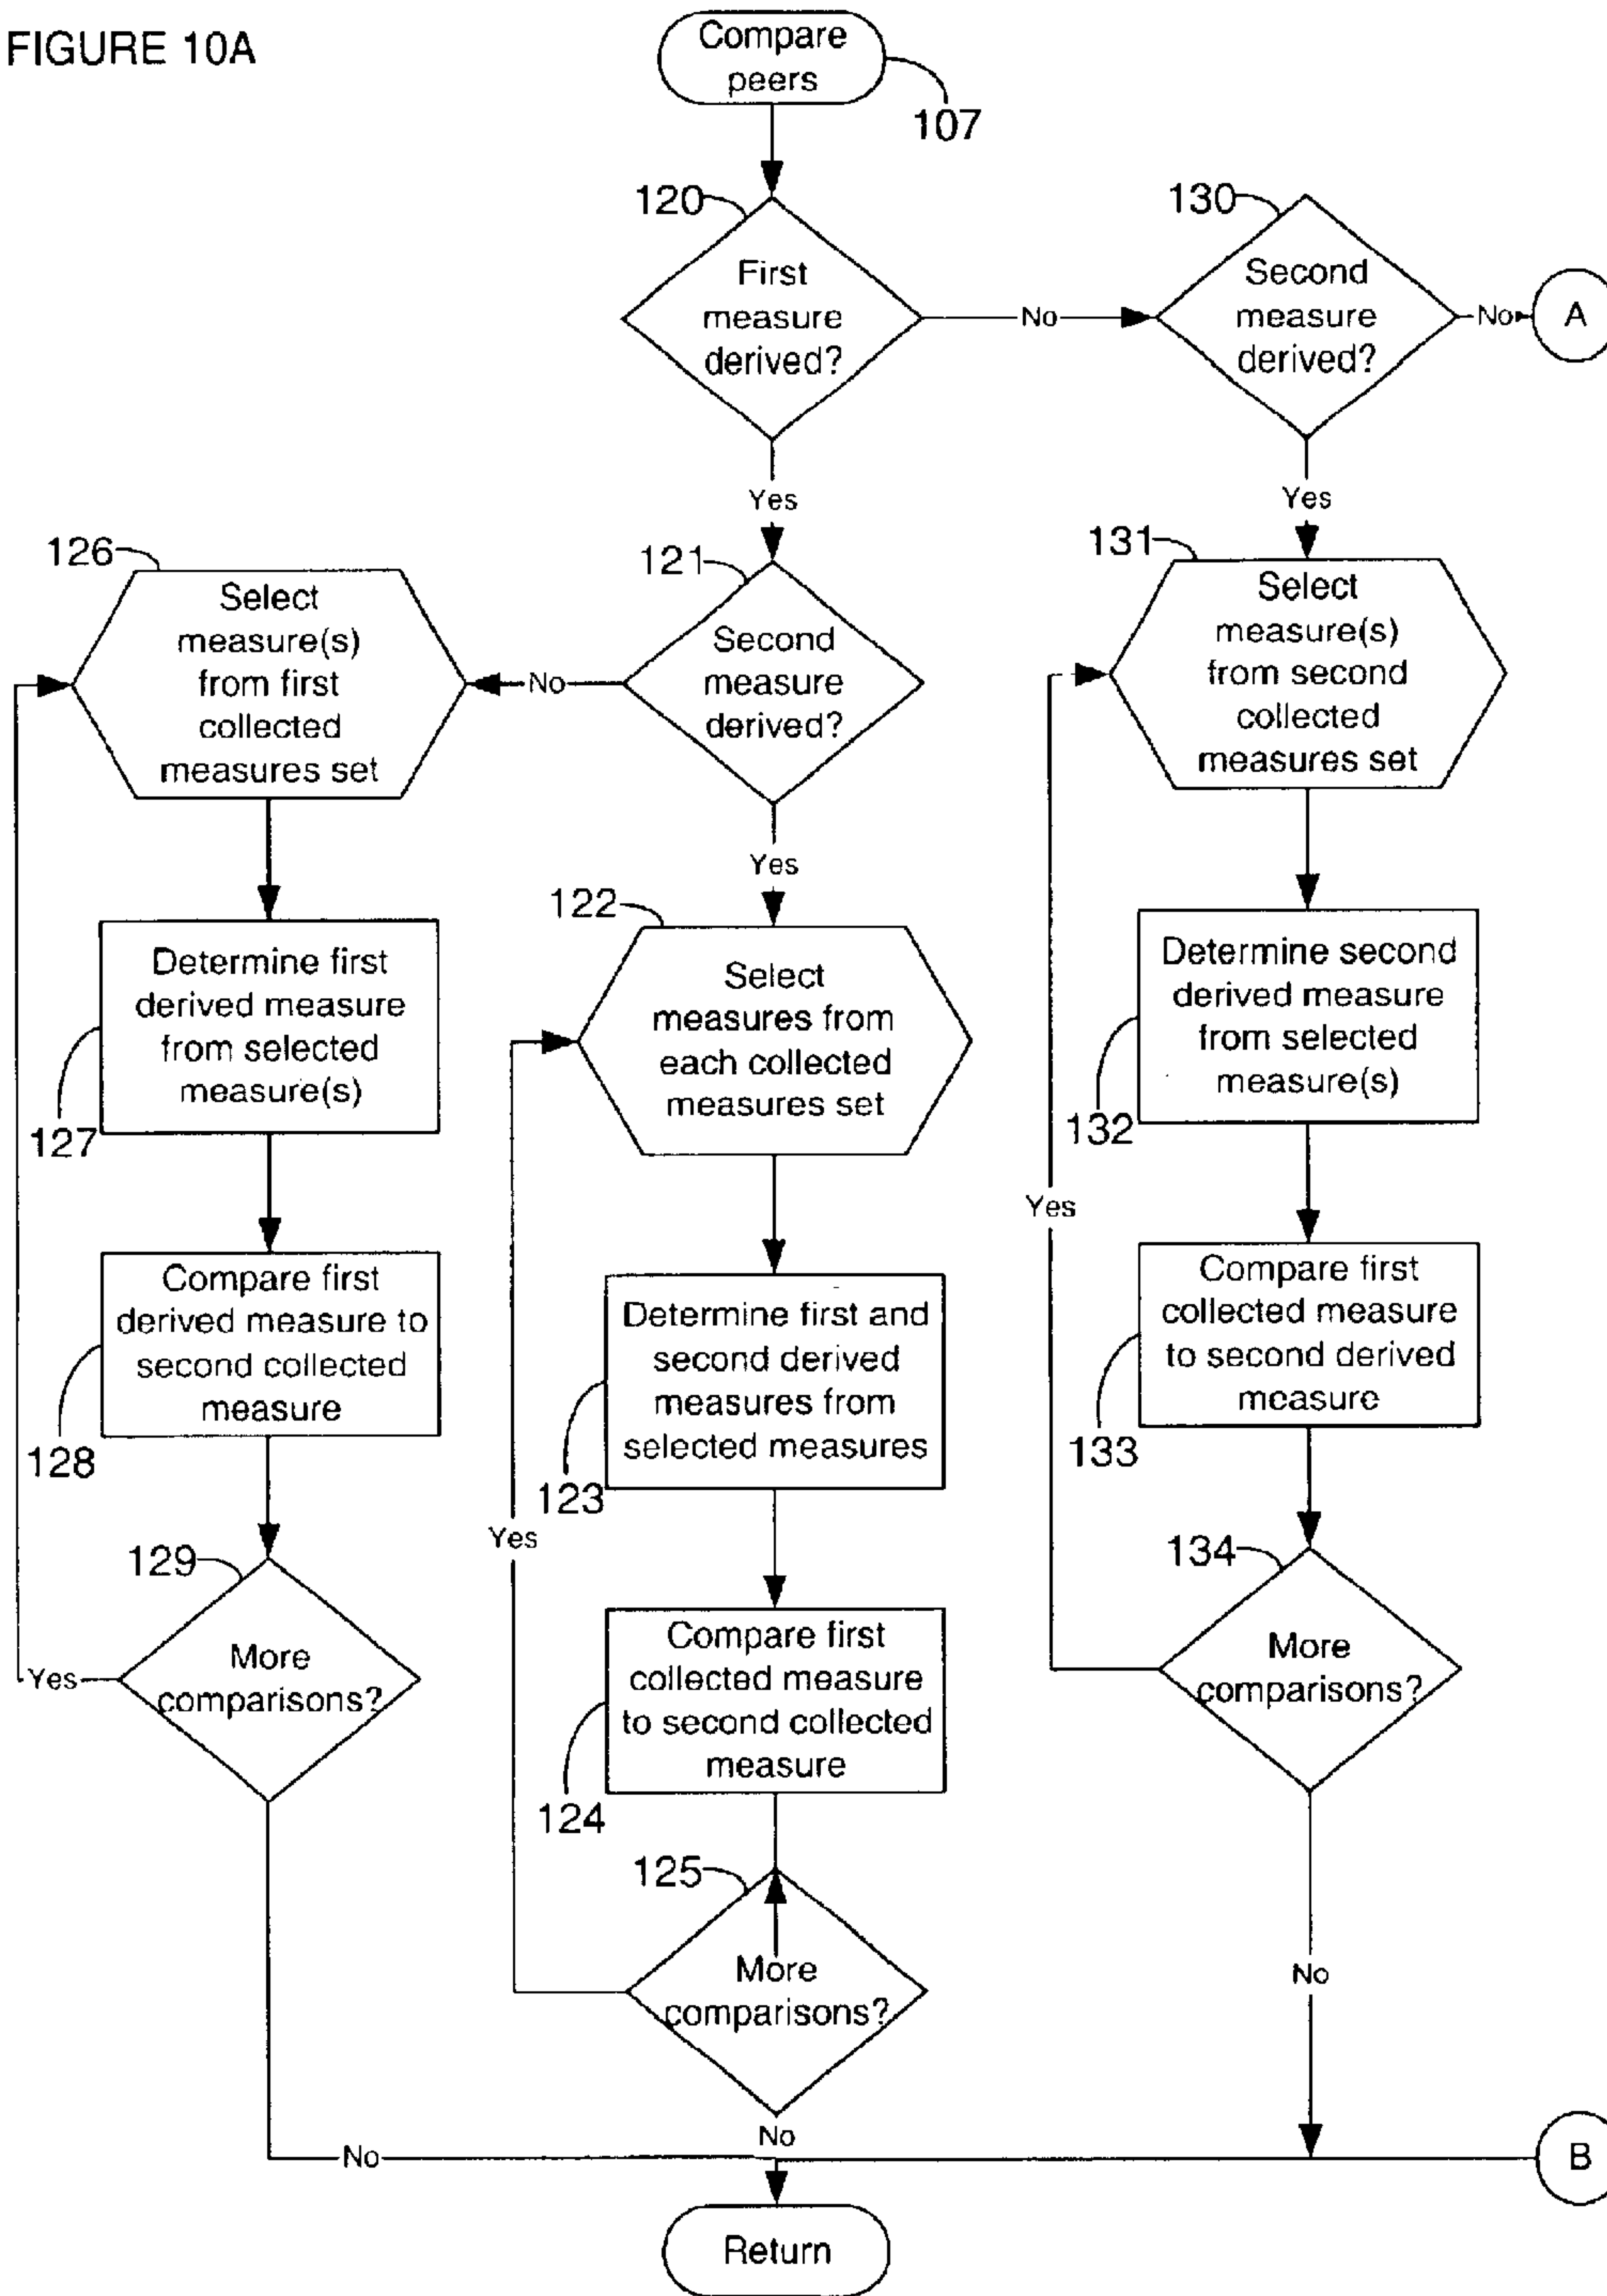 FIGURE 10A
Compare
peers
107
120
First
measure
derived?
No
130
Second
measure
derived?
No
A
Yes
Yes
126
Select
measure(s)
from first
collected
measures set
No
121
Second
measure
derived?
131
Select
measure(s)
from second
collected
measures set
Yes
127
Determine first
derived measure
from selected
measure(s)
122
Select
measures from
each collected
measures set
132
Determine second
derived measure
from selected
measure(s)
Yes
128
Compare first
derived measure to
second collected
measure
123
Determine first and
second derived
measures from
selected measures
133
Compare first
collected measure
to second derived
measure
Yes
129
More
comparisons?
Yes
124
Compare first
collected measure
to second collected
measure
134
More
comparisons?
125
More
comparisons?
No
No
No
B
Return